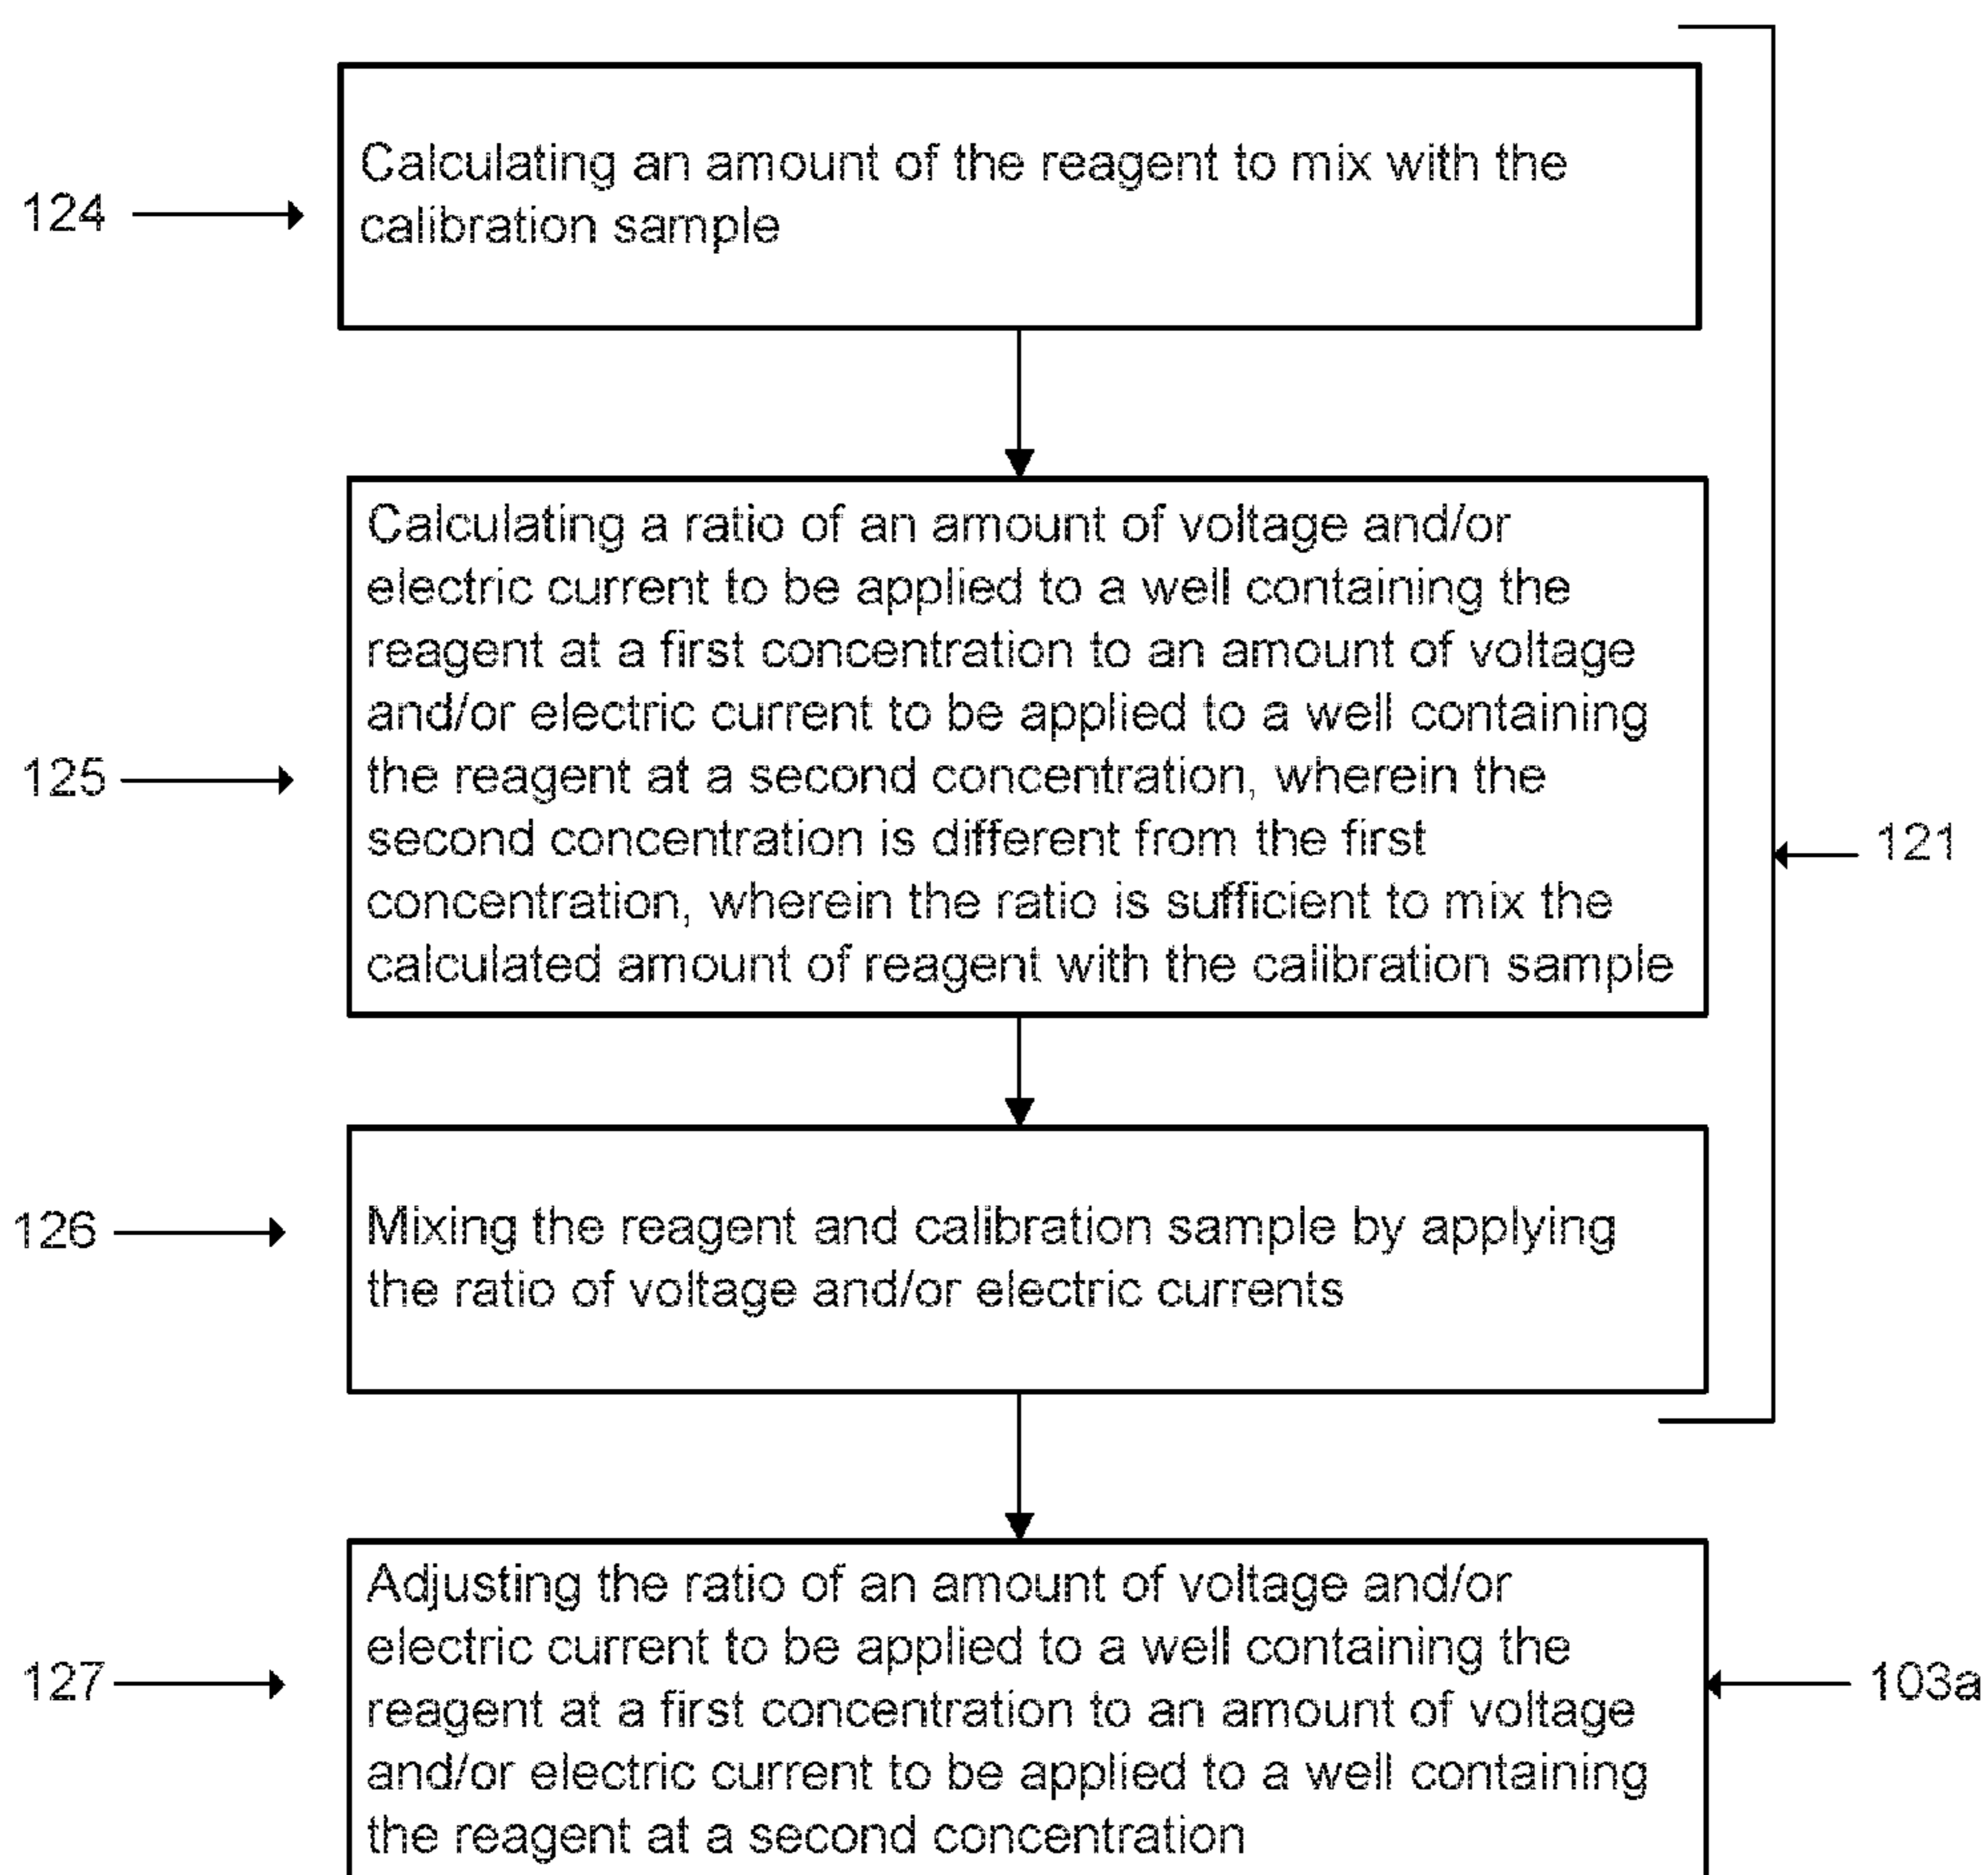 124
Calculating an amount of the reagent to mix with the
calibration sample
125
Calculating a ratio of an amount of voltage and/or
electric current to be applied to a well containing the
reagent at a first concentration to an amount of voltage
and/or electric current to be applied to a well containing
the reagent at a second concentration, wherein the
second concentration is different from the first
concentration, wherein the ratio is sufficient to mix the
calculated amount of reagent with the calibration sample
121
126
Mixing the reagent and calibration sample by applying
the ratio of voltage and/or electric currents
127
Adjusting the ratio of an amount of voltage and/or
electric current to be applied to a well containing the
reagent at a first concentration to an amount of voltage
and/or electric current to be applied to a well containing
the reagent at a second concentration
103a